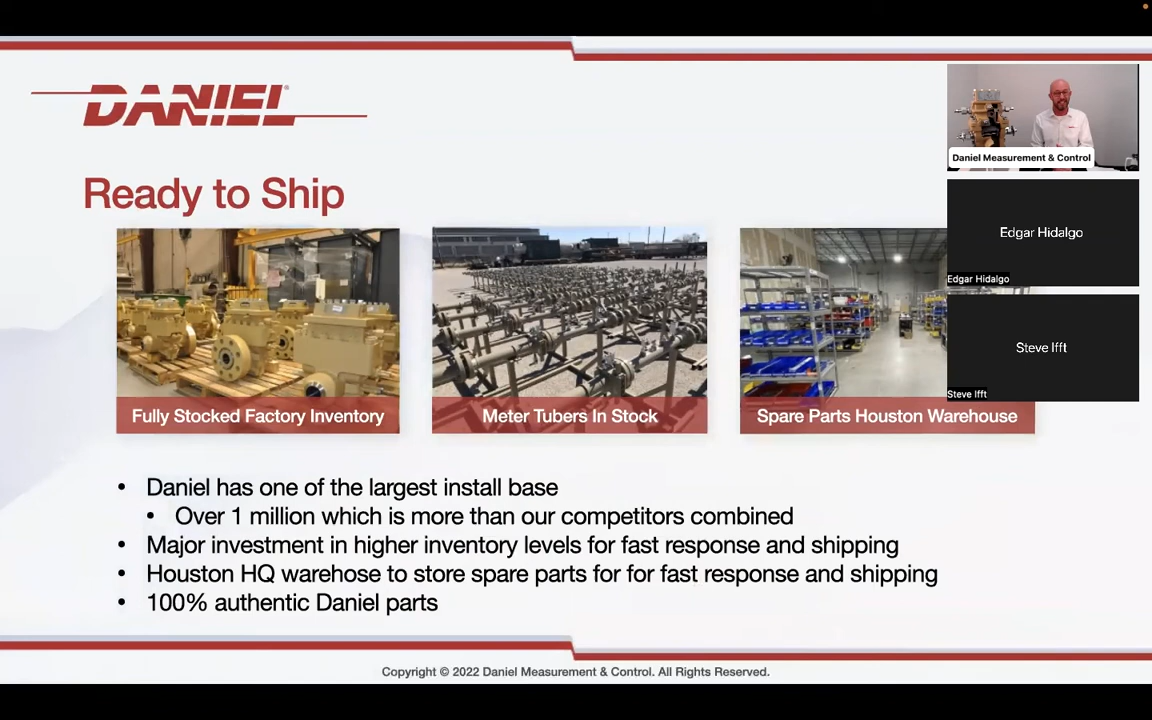 DANIEL
Ready to Ship
Daniel Measurement & Control
Edgar Hidalgo
Edgar Hidalgo
Steve Ifft
Steve Ifft
Fully Stocked Factory Inventory
Meter Tubers In Stock
Spare Parts Houston Warehouse
• Daniel has one of the largest install base
• Over 1 million which is more than our competitors combined
• Major investment in higher inventory levels for fast response and shipping
• Houston HQ warehose to store spare parts for for fast response and shipping
• 100% authentic Daniel parts
Copyright © 2022 Daniel Measurement & Control. All Rights Reserved.